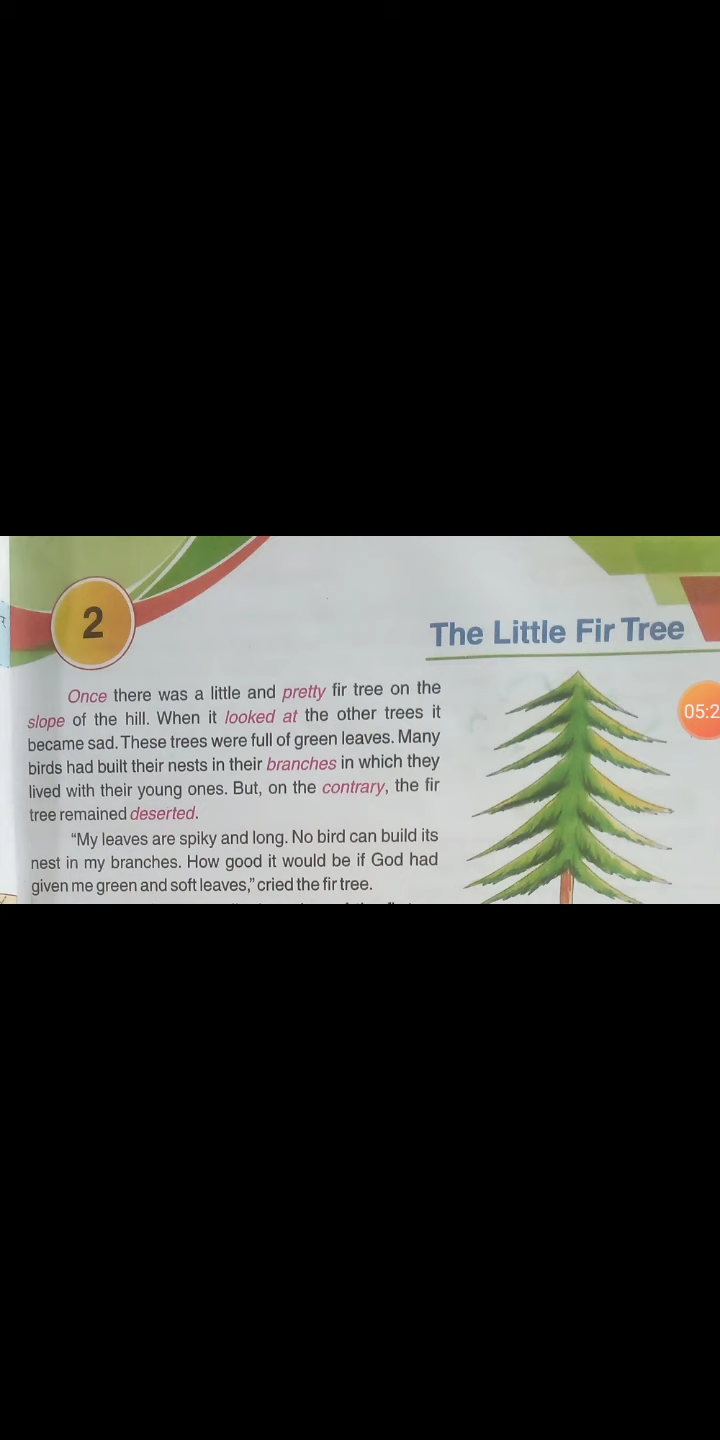 2
The Little Fir Tree
Once there was a little and pretty fir tree on the
slope of the hill. When it looked at the other trees it
became sad. These trees were full of green leaves. Many
birds had built their nests in their branches in which they
lived with their young ones. But, on the contrary, the fir
tree remained deserted.
"My leaves are spiky and long. No bird can build its
nest in my branches. How good it would be if God had
given me green and soft leaves," cried the fir tree.
05:2